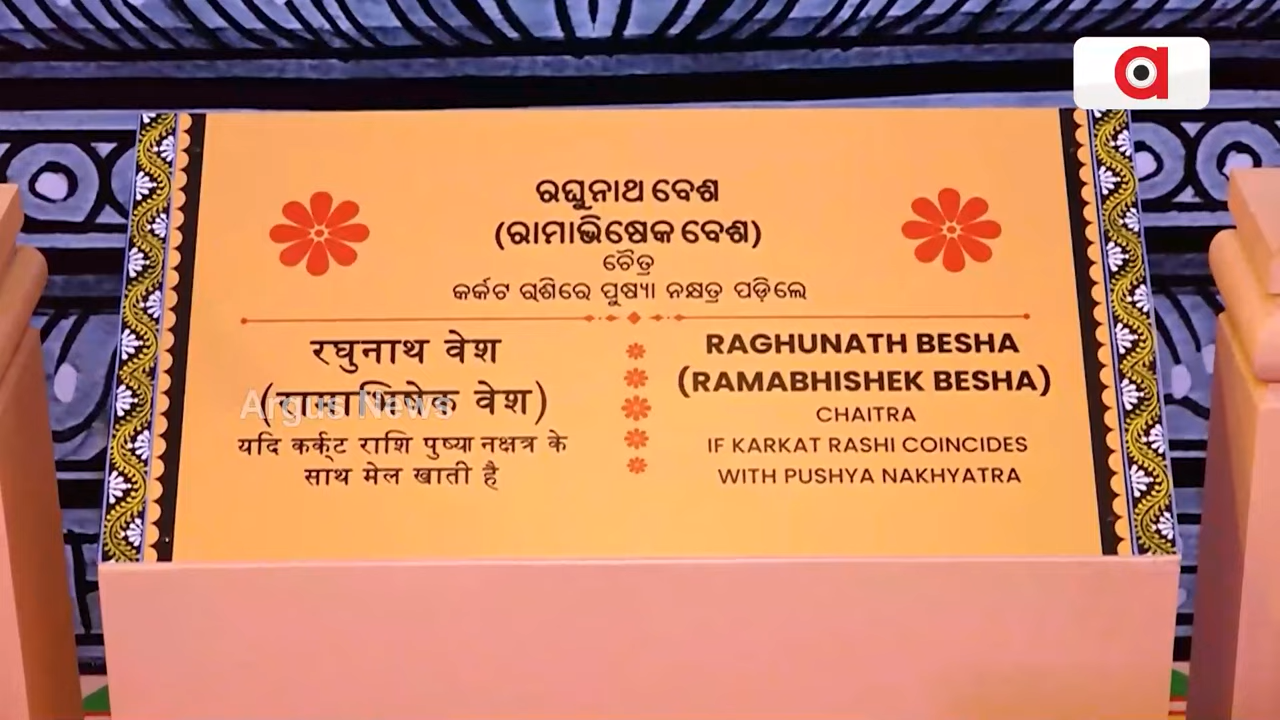 ରଘୁନାଥ ବେଶ
(ରାମାଭିଷେକ ବେଶ)
ଚୈତ୍ର
କର୍କଟ ରାଶିରେ ପୁଷ୍ୟା ନକ୍ଷତ୍ର ପଡ଼ିଲେ
रघुनाथ वेश
(रामाभिषेक वेश)
यदि कर्कट राशि पुष्या नक्षत्र के
साथ मेल खाती है
RAGHUNATH BESHA
(RAMABHISHEK BESHA)
CHAITRA
IF KARKAT RASHI COINCIDES
WITH PUSHYA NAKHYATRA
Argus News
a